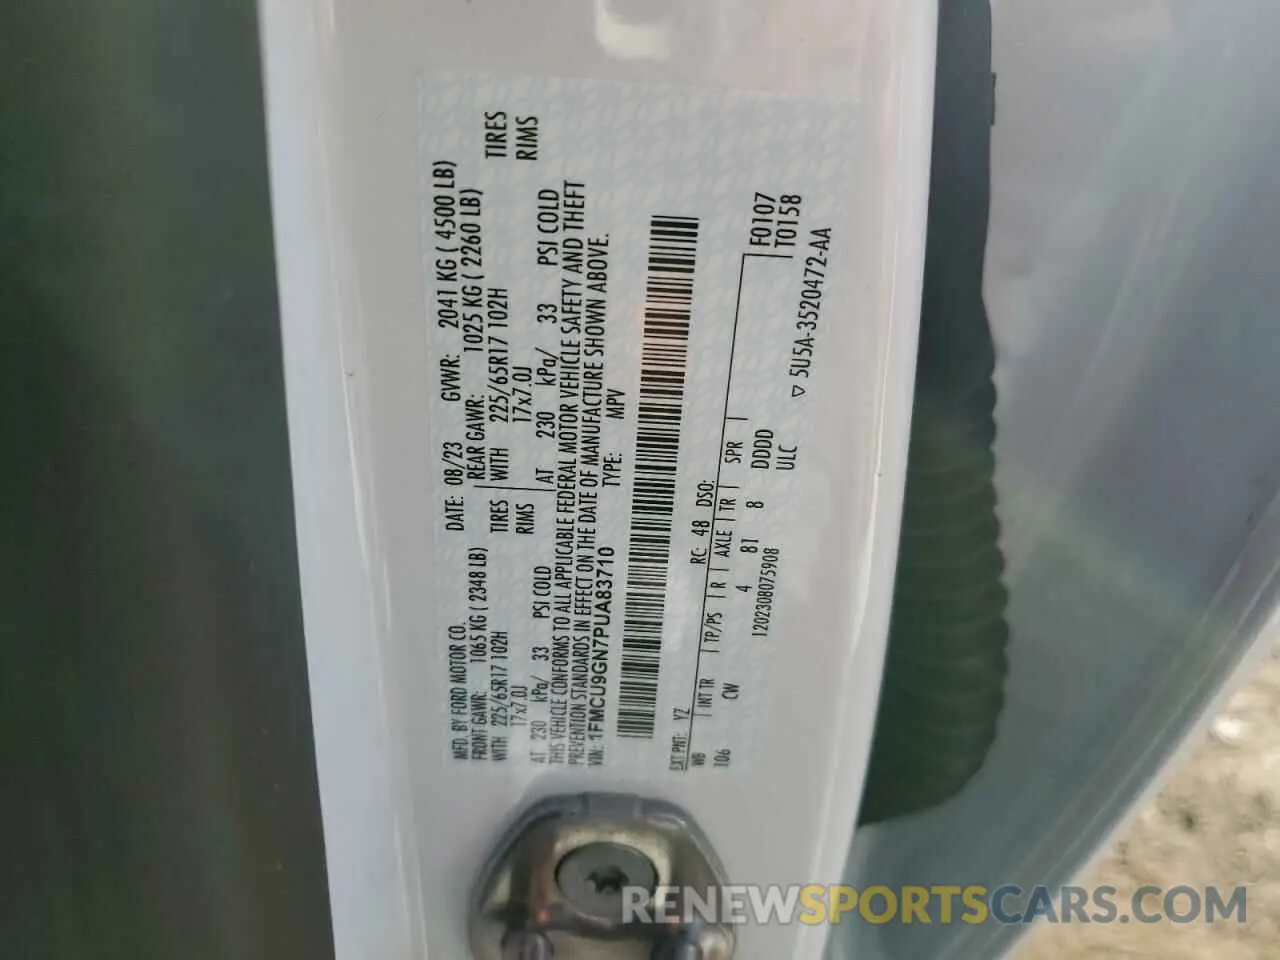 MFD. BY FORD MOTOR CO.
DATE: 08/23 GVWR: 2041 KG ( 4500 LB)
FRONT GAWR: 1065 KG ( 2348 LB)
REAR GAWR: 1025 KG ( 2260 LB)
WITH 225/65R17 102H TIRES
WITH 225/65R17 102H TIRES
17x7.0J RIMS
17x7.0J RIMS
AT 230 kPa/ 33 PSI COLD
AT 230 kPa/ 33 PSI COLD
THIS VEHICLE CONFORMS TO ALL APPLICABLE FEDERAL MOTOR VEHICLE SAFETY AND THEFT
PREVENTION STANDARDS IN EFFECT ON THE DATE OF MANUFACTURE SHOWN ABOVE.
VIN: 1FMCU9GN7PUA83710
TYPE: MPV
EXT PNT: YZ RC: 48 DSO:
WB INT TR TP/PS R AXLE TR SPR
F0107
T0158
T06 CW 4 8T 8 DDDD
1202308075908 ULC
▽ 5U5A-3520472-AA
RENEWSPORTSCARS.COM